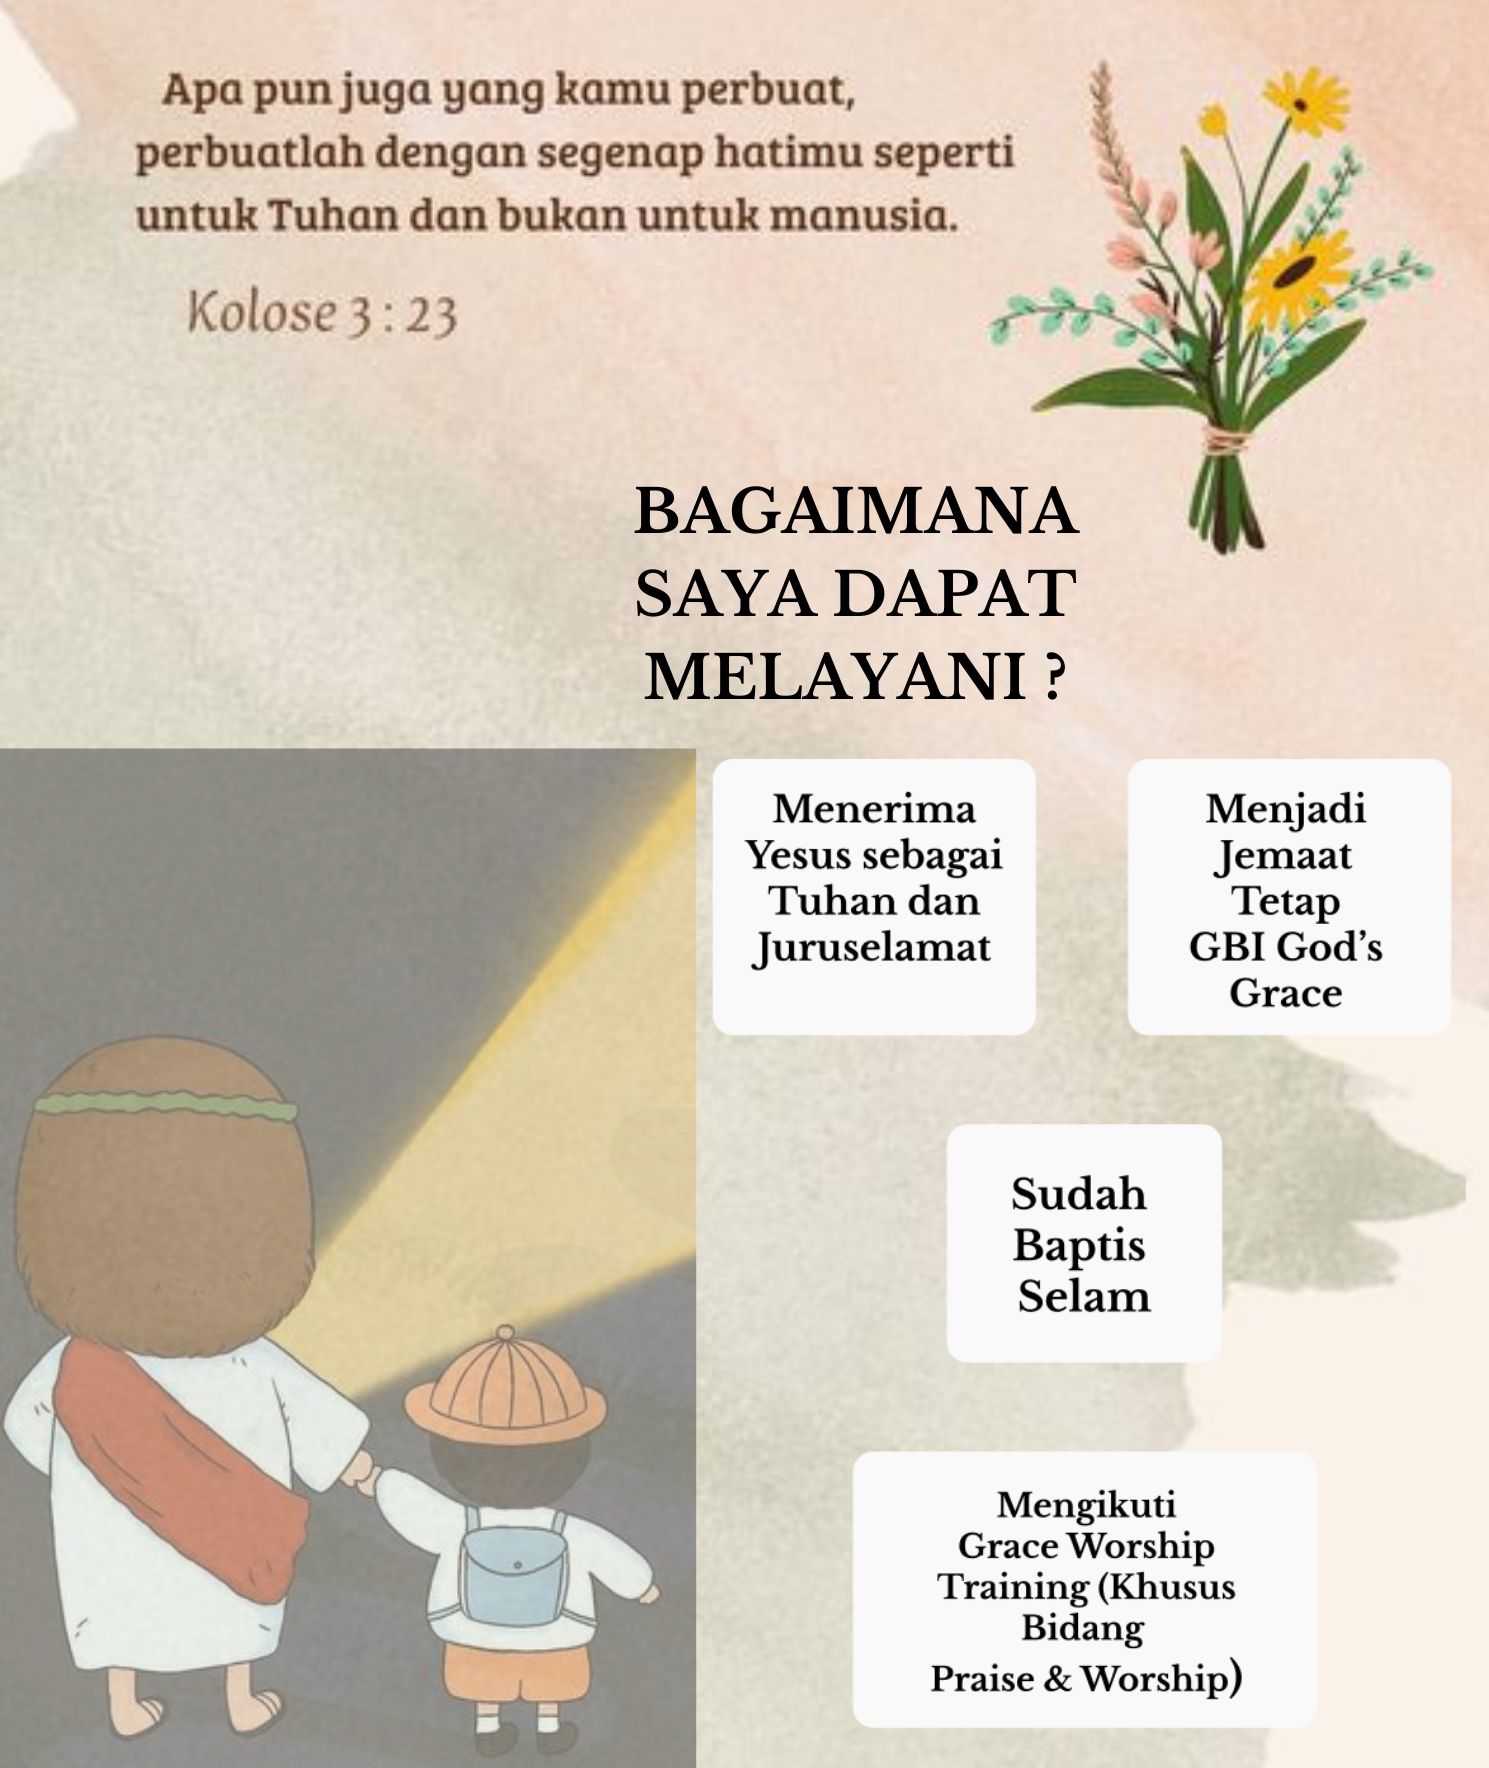 Apa pun juga yang kamu perbuat,
perbuatlah dengan segenap hatimu seperti
untuk Tuhan dan bukan untuk manusia.
Kolose 3 : 23
BAGAIMANA
SAYA DAPAT
MELAYANI ?
Menerima
Yesus sebagai
Tuhan dan
Juruselamat
Menjadi
Jemaat
Tetap
GBI God’s
Grace
Sudah
Baptis
Selam
Mengikuti
Grace Worship
Training (Khusus
Bidang
Praise & Worship)